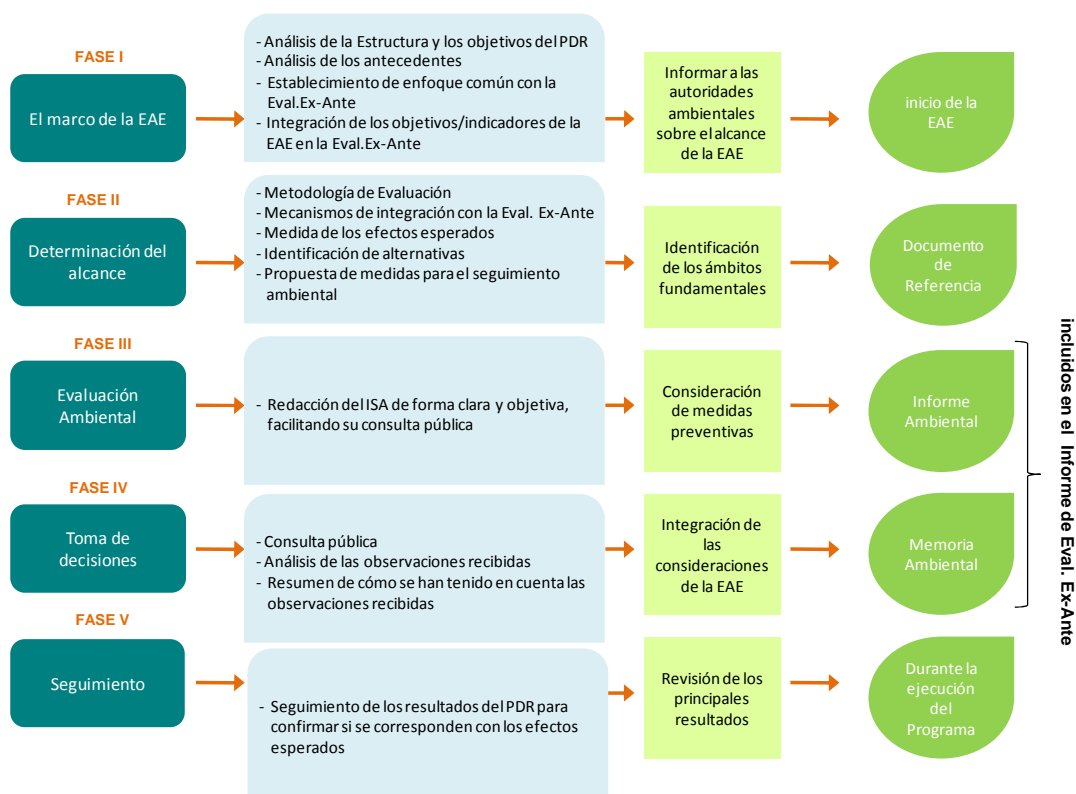 FASE I
El marco de la EAE
- Análisis de la Estructura y los objetivos del PDR
- Análisis de los antecedentes
- Establecimiento de enfoque común con la
Eval.Ex-Ante
- Integración de los objetivos/indicadores de la
EAE en la Eval.Ex-Ante
Informar a las
autoridades
ambientales
sobre el alcance
de la EAE
inicio de la
EAE
FASE II
Determinación del
alcance
- Metodología de Evaluación
- Mecanismos de integración con la Eval. Ex-Ante
- Medida de los efectos esperados
- Identificación de alternativas
- Propuesta de medidas para el seguimiento
ambiental
Identificación
de los ámbitos
fundamentales
Documento
de
Referencia
FASE III
Evaluación
Ambiental
- Redacción del ISA de forma clara y objetiva,
facilitando su consulta pública
Consideración
de medidas
preventivas
Informe
Ambiental
FASE IV
Toma de
decisiones
- Consulta pública
- Análisis de las observaciones recibidas
- Resumen de cómo se han tenido en cuenta las
observaciones recibidas
Integración de
las
consideraciones
de la EAE
Memoria
Ambiental
FASE V
Seguimiento
- Seguimiento de los resultados del PDR para
confirmar si se corresponden con los efectos
esperados
Revisión de los
principales
resultados
Durante la
ejecución
del
Programa
incluidos en el Informe de Eval. Ex-Ante